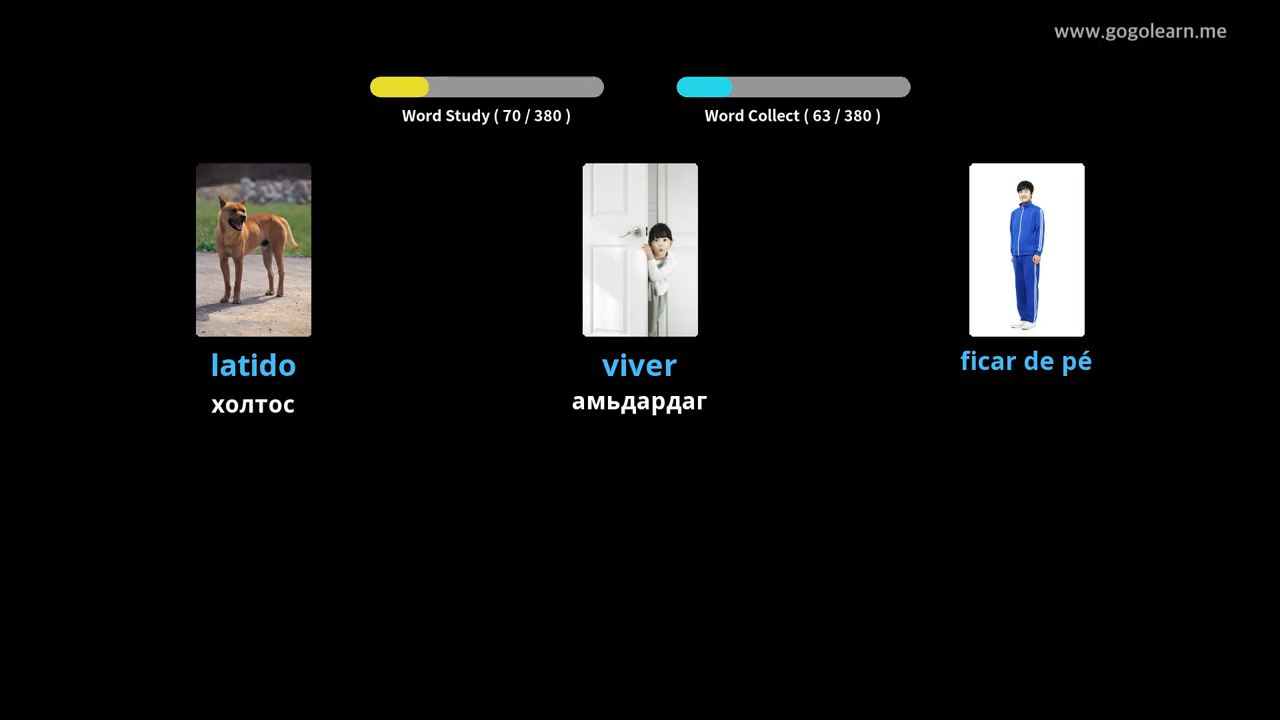 www.gogolearn.me
Word Study ( 70 / 380 )
Word Collect ( 63 / 380 )
latido
холтос
viver
амьдардаг
ficar de pé